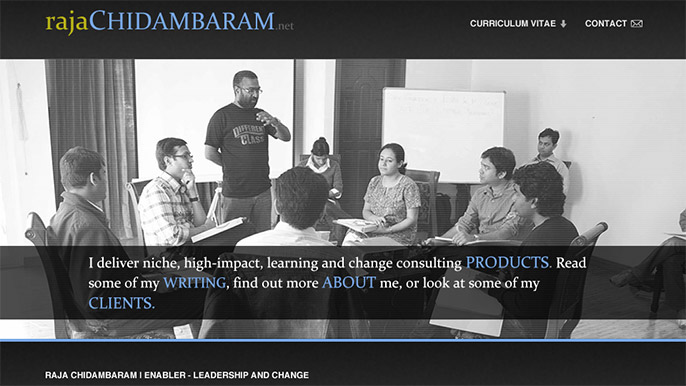 rajaCHIDAMBARAM.net
CURRICULUM VITAE
CONTACT
DIFFERENT
CLASS
I deliver niche, high-impact, learning and change consulting PRODUCTS. Read
some of my WRITING, find out more ABOUT me, or look at some of my
CLIENTS.
RAJA CHIDAMBARAM I ENABLER - LEADERSHIP AND CHANGE